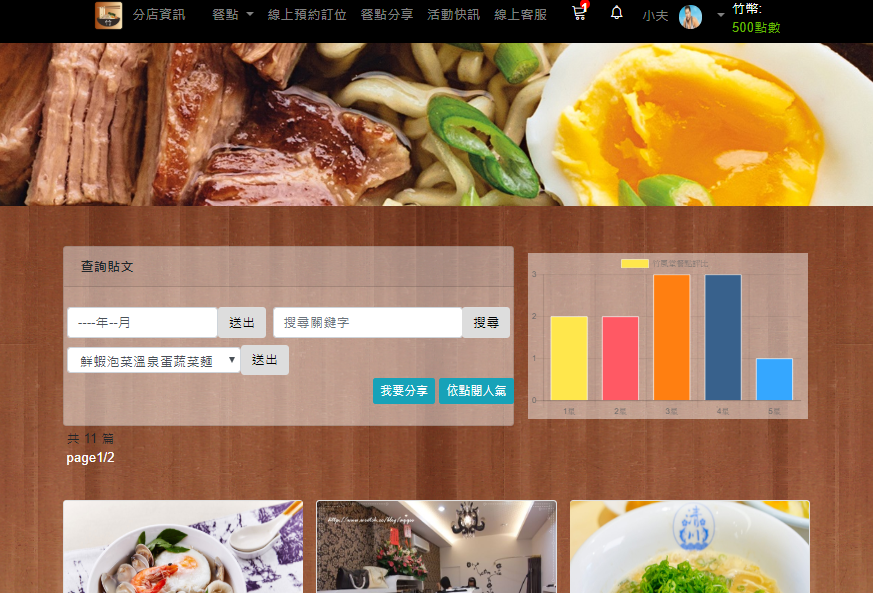 竹
分店資訊
餐點
線上預約訂位
餐點分享
活動快訊
線上客服
1
小夫
竹幣:
500點數
查詢貼文
----年--月
送出
搜尋關鍵字
搜尋
鮮蝦泡菜溫泉蛋蔬菜麵
送出
我要分享
依點閱人氣
共 11 篇
page1/2
3
2
1
0
1星
2星
3星
4星
5星